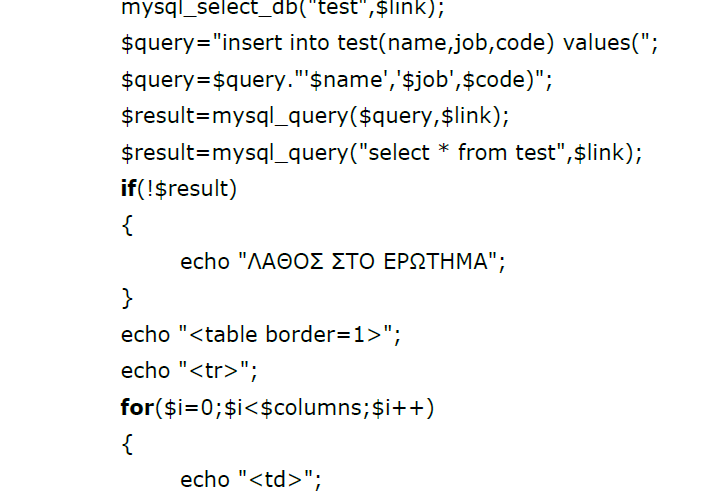 mysql_select_db("test",$link);
$query="insert into test(name,job,code) values(";
$query=$query."'$name','$job',$code)";
$result=mysql_query($query,$link);
$result=mysql_query("select * from test",$link);
if(!$result)
{
echo "ΛΑΘΟΣ ΣΤΟ ΕΡΩΤΗΜΑ";
}
echo "<table border=1>";
echo "<tr>";
for($i=0;$i<$columns;$i++)
{
echo "<td>";